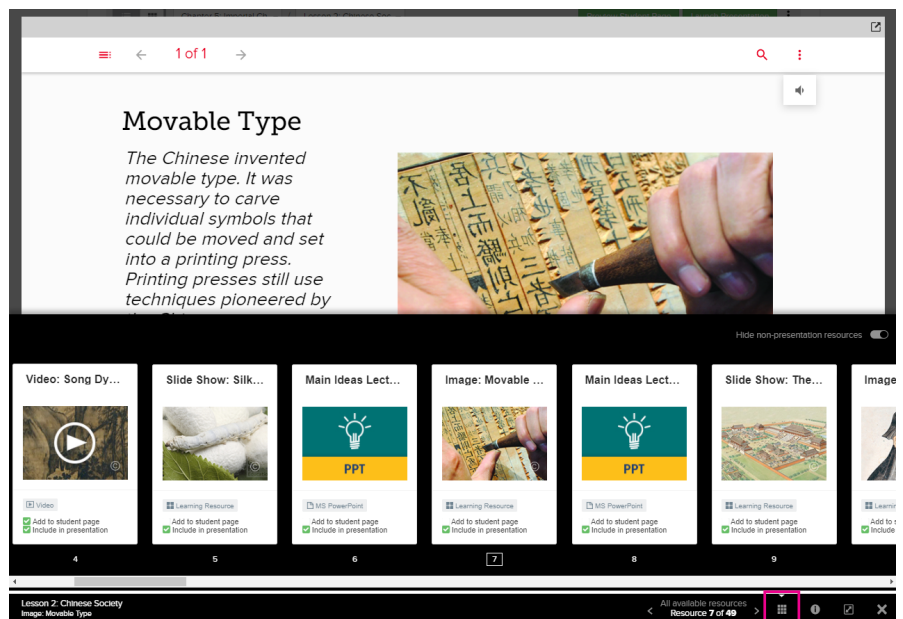 1 of 1
Movable Type
The Chinese invented
movable type. It was
necessary to carve
individual symbols that
could be moved and set
into a printing press.
Printing presses still use
techniques pioneered by
Hide non-presentation resources
Video: Song Dy...
Slide Show: Silk...
Main Ideas Lect...
Image: Movable ...
Main Ideas Lect...
Slide Show: The...
Image
©
©
PPT
©
PPT
©
Video
Learning Resource
MS PowerPoint
Learning Resource
MS PowerPoint
Learning Resource
Add to student page
Include in presentation
Add to student page
Include in presentation
Add to student page
Include in presentation
Add to student page
Include in presentation
Add to student page
Include in presentation
Add to student page
Include in presentation
Add to
Include
4
5
6
7
8
9
Lesson 2: Chinese Society
Image: Movable Type
All available resources
Resource 7 of 49